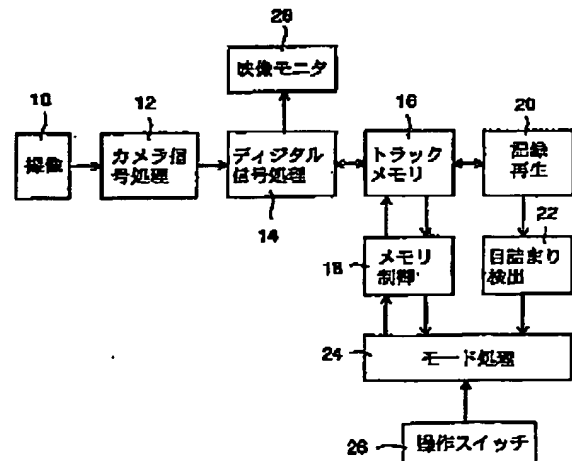 28
映像モニタ
10
12
16
20
撮像
カメラ信
号処理
ディジタル
信号処理
トラック
メモリ
記録
再生
14
22
18
メモリ
制御
目詰まり
検出
24
モード処理
26
操作スイッチ